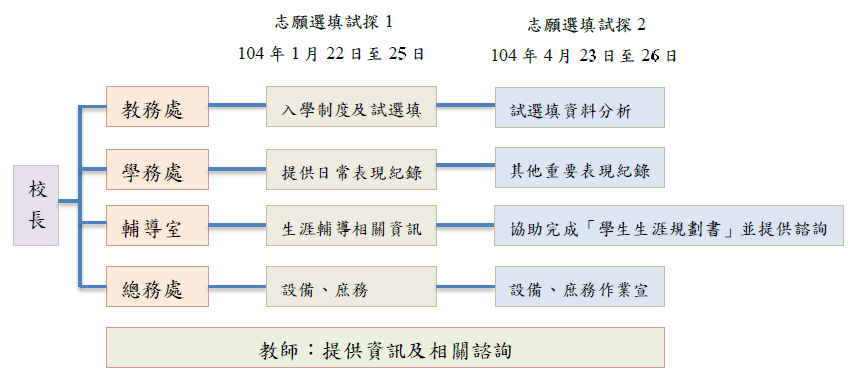 志願選填試探 1
104 年 1 月 22 日至 25 日
志願選填試探 2
104 年 4 月 23 日至 26 日
校長
教務處
入學制度及試選填
試選填資料分析
學務處
提供日常表現紀錄
其他重要表現紀錄
輔導室
生涯輔導相關資訊
協助完成「學生生涯規劃書」並提供諮詢
總務處
設備、庶務
設備、庶務作業宣
教師：提供資訊及相關諮詢